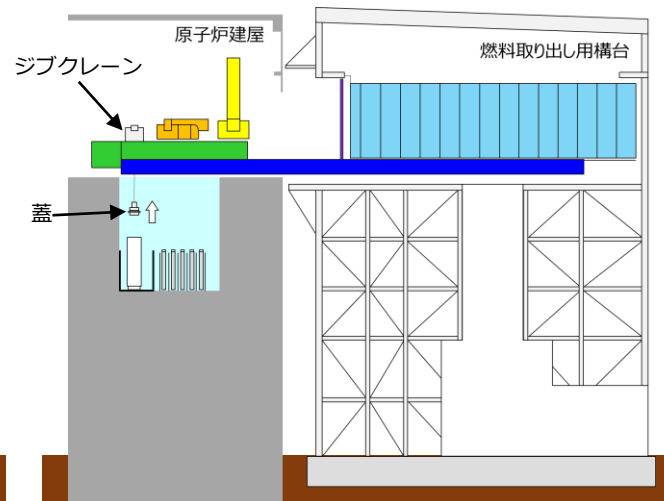 原子炉建屋
燃料取り出し用構台
ジブクレーン
蓋